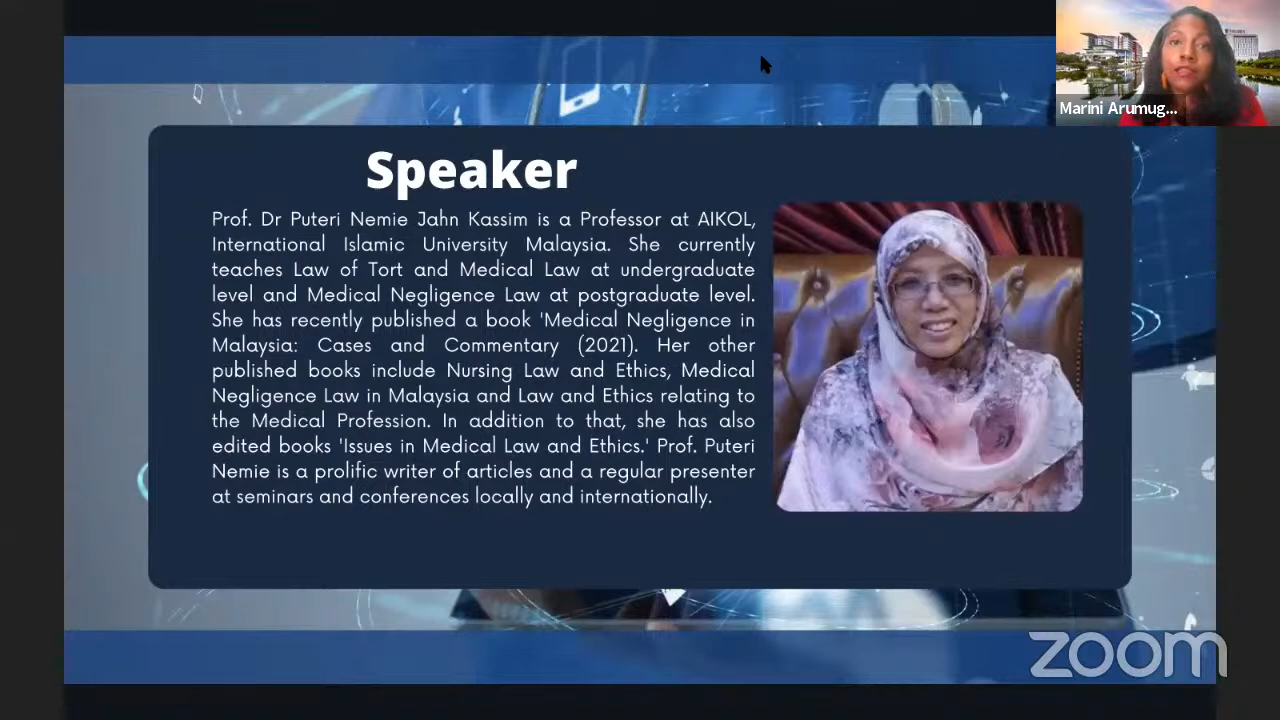 Marini Arumug...
Speaker
Prof. Dr Puteri Nemie Jahn Kassim is a Professor at AIKOL,
International Islamic University Malaysia. She currently
teaches Law of Tort and Medical Law at undergraduate
level and Medical Negligence Law at postgraduate level.
She has recently published a book 'Medical Negligence in
Malaysia: Cases and Commentary (2021). Her other
published books include Nursing Law and Ethics, Medical
Negligence Law in Malaysia and Law and Ethics relating to
the Medical Profession. In addition to that, she has also
edited books 'Issues in Medical Law and Ethics.' Prof. Puteri
Nemie is a prolific writer of articles and a regular presenter
at seminars and conferences locally and internationally.
zoom